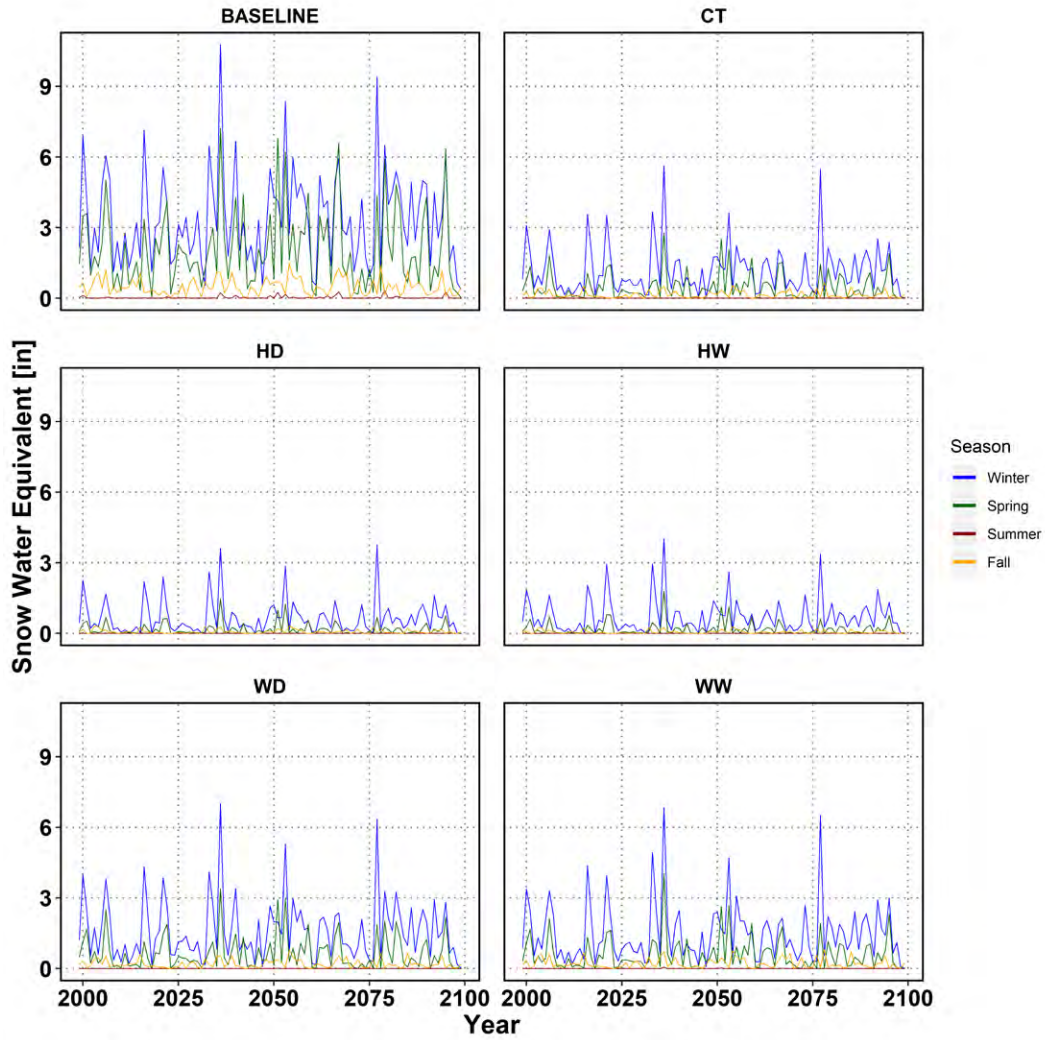 BASELINE
CT
9
6
3
0
HD
HW
Snow Water Equivalent [in]
9
6
3
0
Season
Winter
Spring
Summer
Fall
WD
WW
9
6
3
0
2000 2025 2050 2075 2100
2000 2025 2050 2075 2100
Year